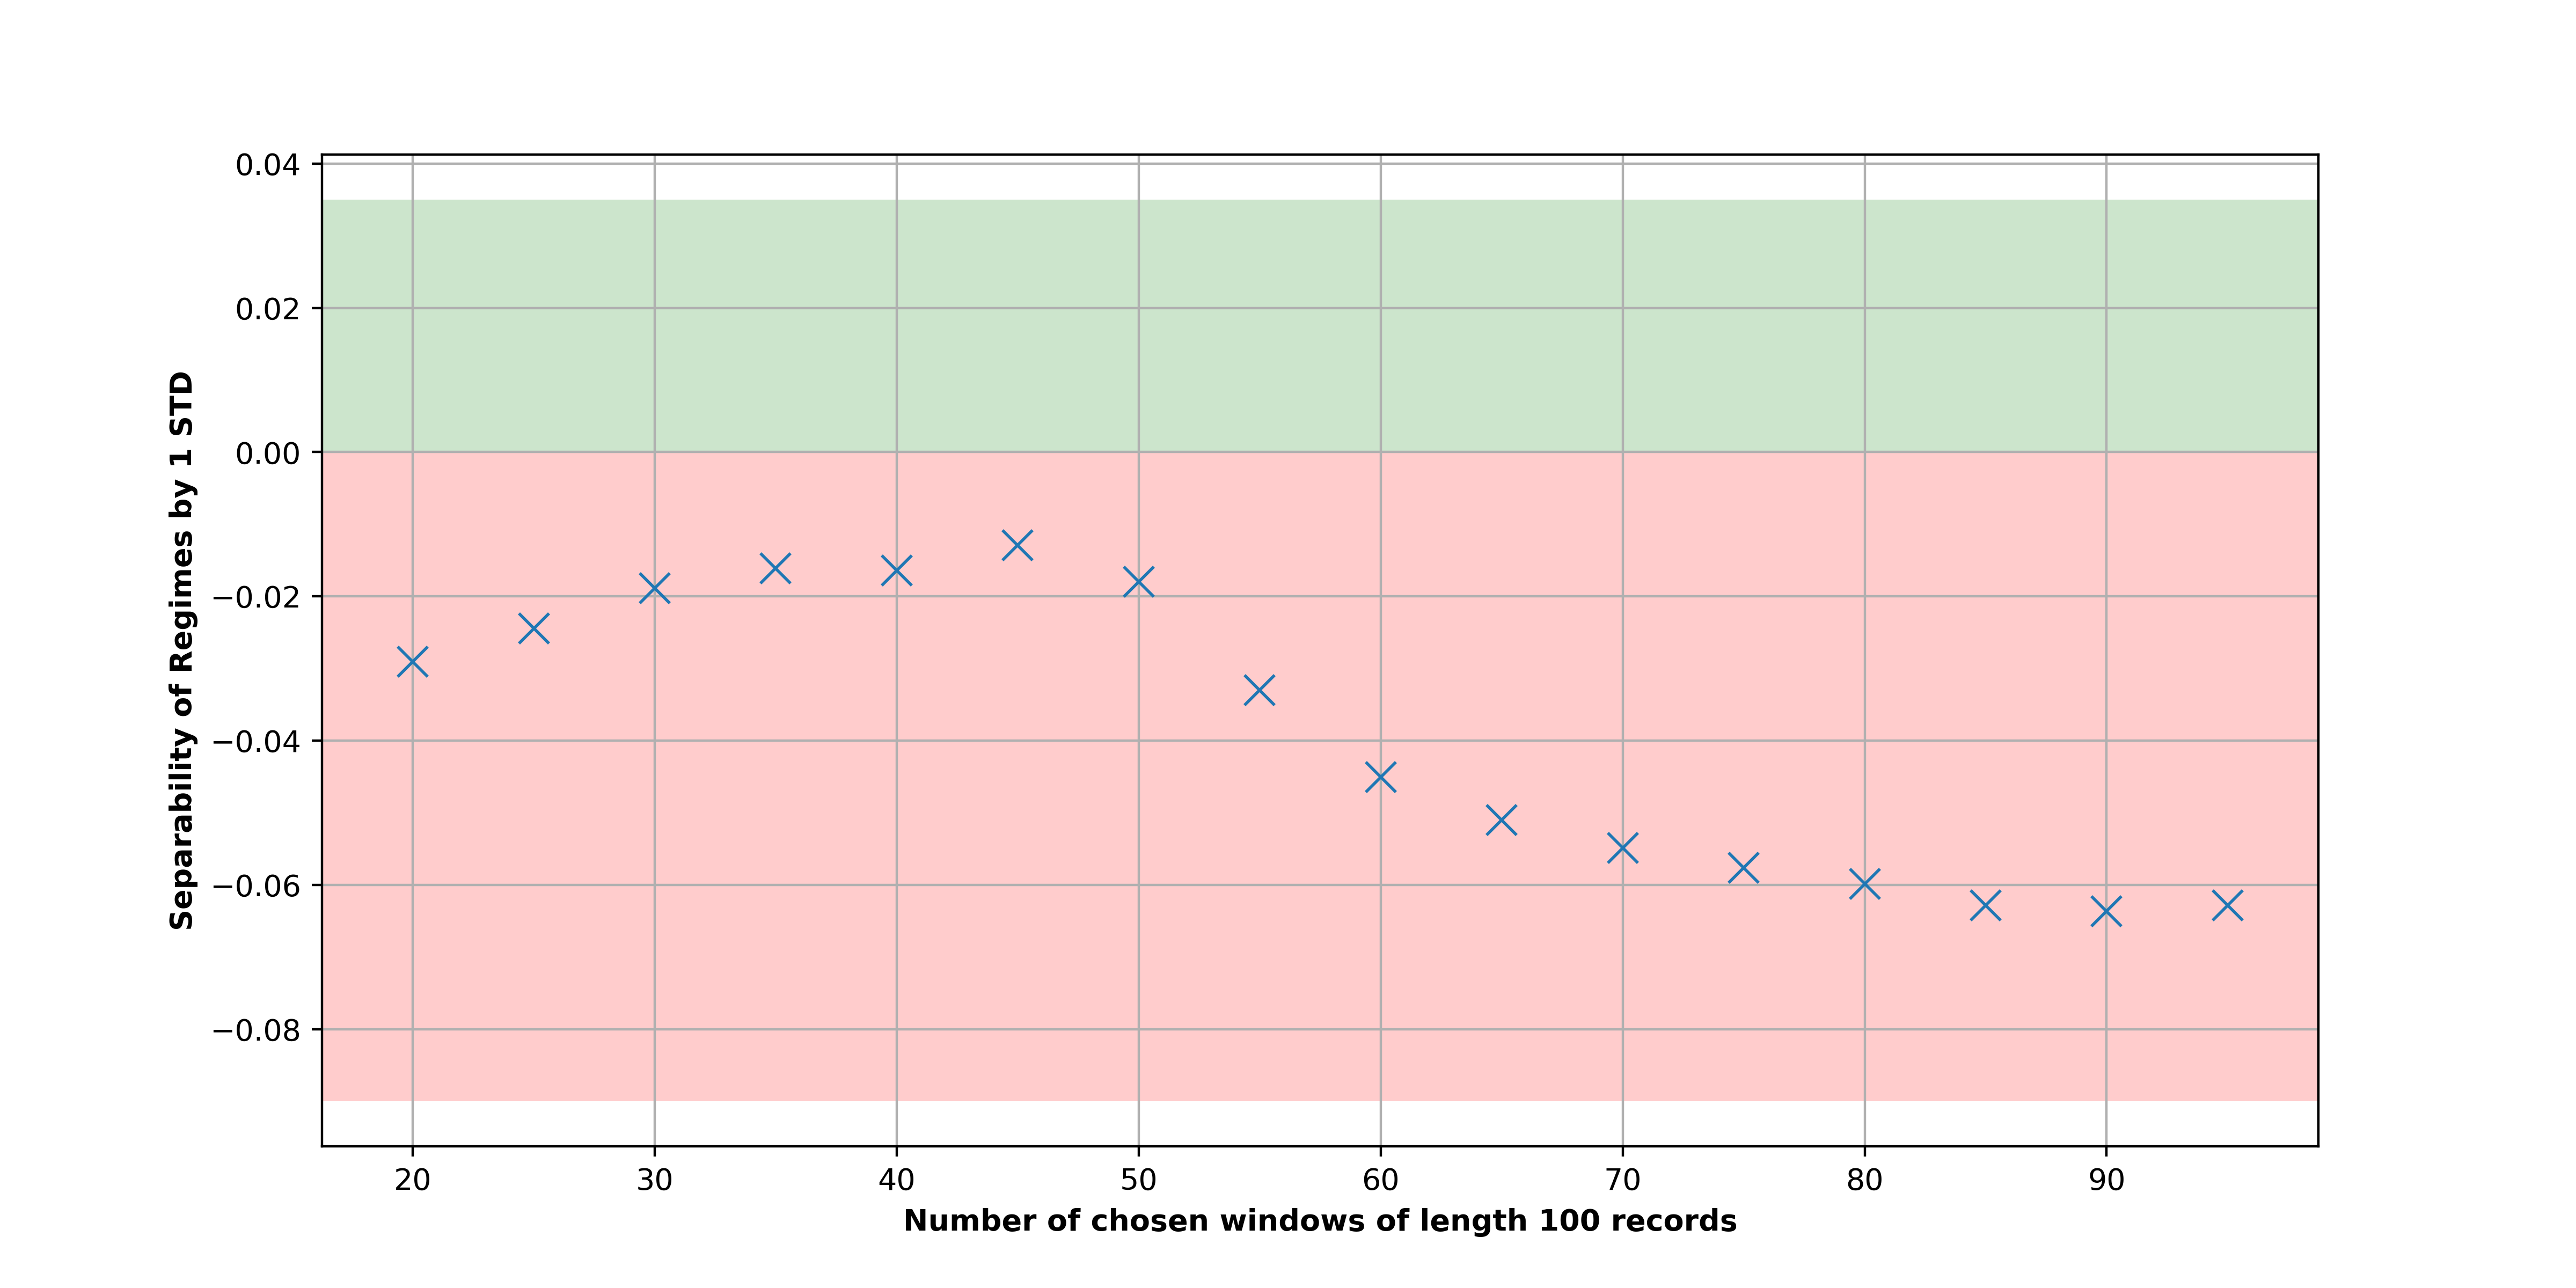 0.04
0.02
0.00
−0.02
−0.04
−0.06
−0.08
Separability of Regimes by 1 STD
20 30 40 50 60 70 80 90
Number of chosen windows of length 100 records